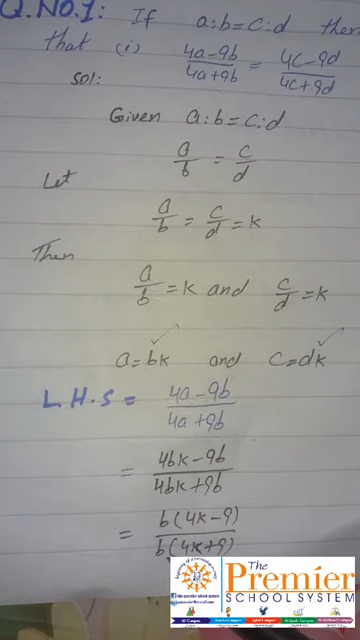 Q.NO.1: If a:b = c:d then
that (i) 4a-9b/4a+9b = 4c-9d/4c+9d
Sol:
Given a:b = c:d
a/b = c/d
Let
a/b = c/d = k
Then
a/b = k and c/d = k
a = bk and c = dk
L.H.S = 4a-9b/4a+9b
= 4bk-9b/4bk+9b
= b(4k-9)/b(4k+9)
The
Premier
SCHOOL SYSTEM